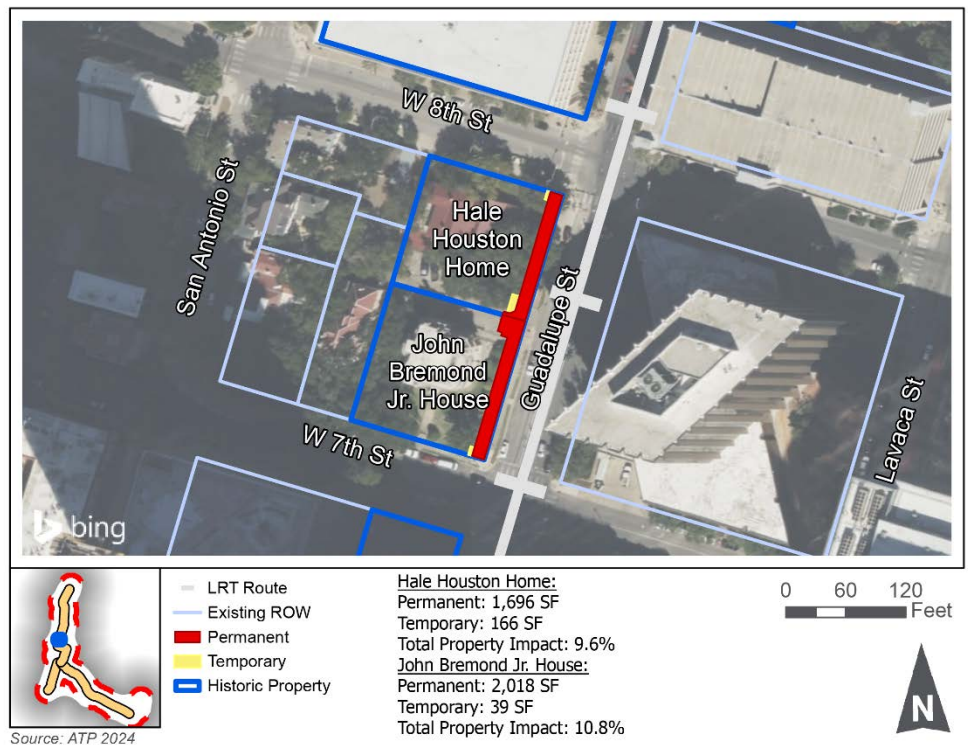 W 8th St
San Antonio St
Hale
Houston
Home
Guadalupe St
John
Bremond
Jr. House
W 7th St
Lavaca St
bing
LRT Route
Existing ROW
Permanent
Temporary
Historic Property
Hale Houston Home:
Permanent: 1,696 SF
Temporary: 166 SF
Total Property Impact: 9.6%
John Bremond Jr. House:
Permanent: 2,018 SF
Temporary: 39 SF
Total Property Impact: 10.8%
0 60 120
Feet
N
Source: ATP 2024